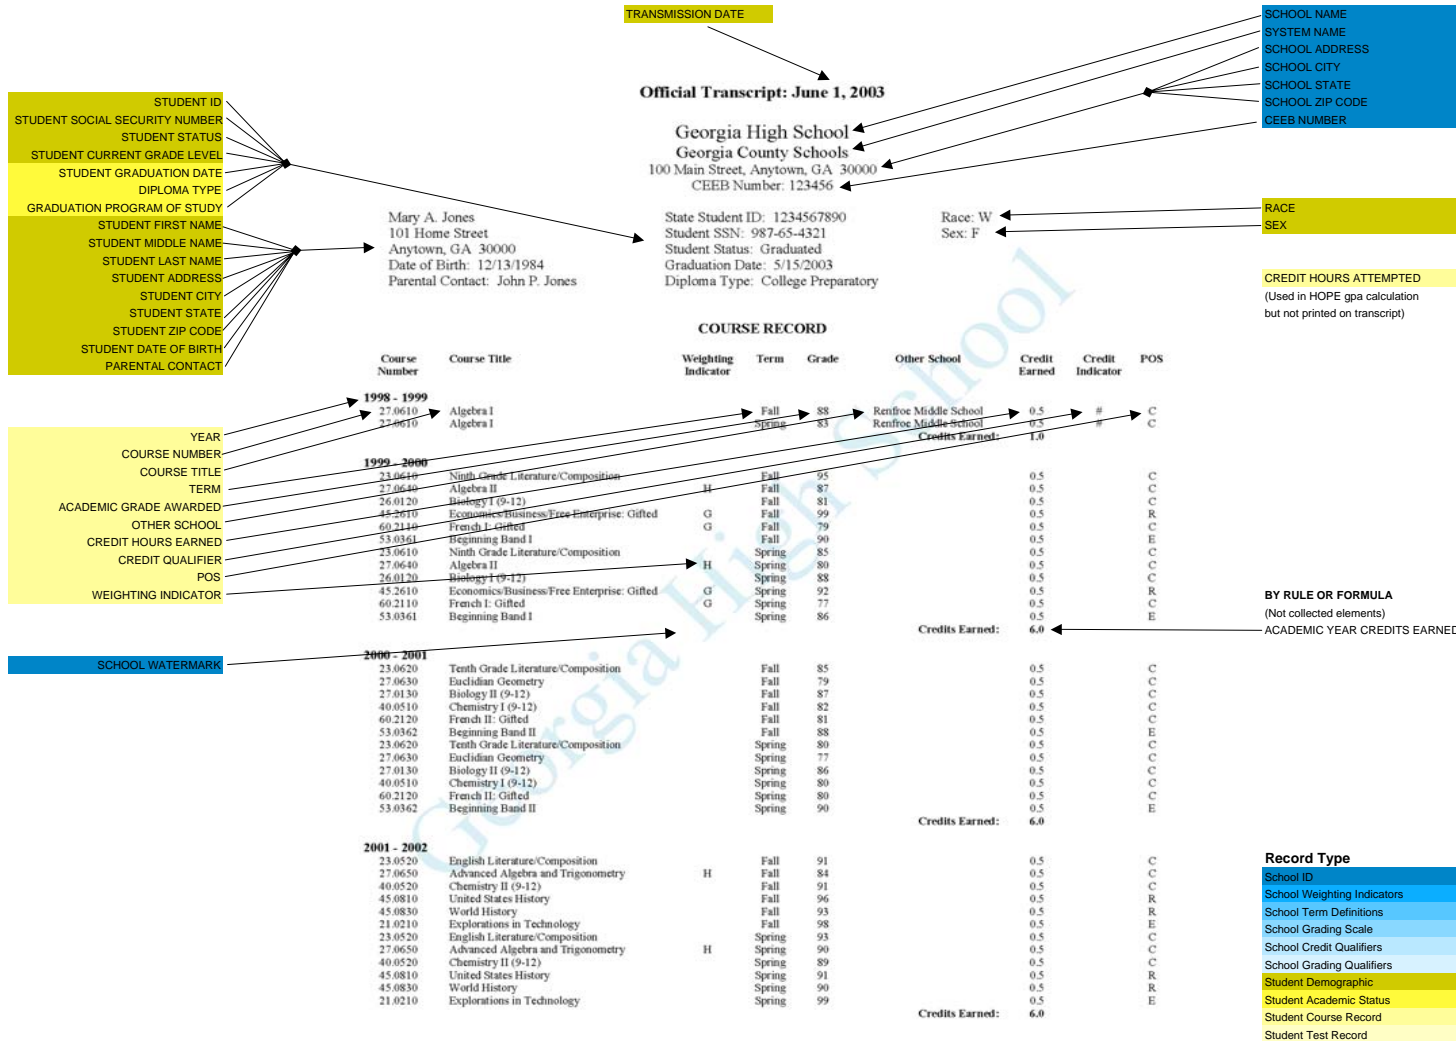 TRANSMISSION DATE
SCHOOL NAME
SYSTEM NAME
SCHOOL ADDRESS
SCHOOL CITY
SCHOOL STATE
SCHOOL ZIP CODE
CEEB NUMBER
Official Transcript: June 1, 2003
Georgia High School
Georgia County Schools
100 Main Street, Anytown, GA 30000
CEEB Number: 123456
STUDENT ID
STUDENT SOCIAL SECURITY NUMBER
STUDENT STATUS
STUDENT CURRENT GRADE LEVEL
STUDENT GRADUATION DATE
DIPLOMA TYPE
GRADUATION PROGRAM OF STUDY
STUDENT FIRST NAME
STUDENT MIDDLE NAME
STUDENT LAST NAME
STUDENT ADDRESS
STUDENT CITY
STUDENT STATE
STUDENT ZIP CODE
STUDENT DATE OF BIRTH
PARENTAL CONTACT
Mary A. Jones
101 Home Street
Anytown, GA 30000
Date of Birth: 12/13/1984
Parental Contact: John P. Jones
State Student ID: 1234567890
Student SSN: 987-65-4321
Student Status: Graduated
Graduation Date: 5/15/2003
Diploma Type: College Preparatory
Race: W
Sex: F
RACE
SEX
CREDIT HOURS ATTEMPTED
(Used in HOPE gpa calculation
but not printed on transcript)
COURSE RECORD
Course Number Course Title Weighting Indicator Term Grade Other School Credit Earned Credit Indicator POS
1998 - 1999
27.0610 Algebra I Fall 88 Renfroe Middle School 0.5 # C
27.0610 Algebra I Spring 83 Renfroe Middle School 0.5 # C
Credits Earned: 1.0
1999 - 2000
23.0610 Ninth Grade Literature/Composition Fall 95 0.5 C
27.0640 Algebra II H Fall 87 0.5 C
26.0120 Biology I (9-12) Fall 81 0.5 C
45.2610 Economics/Business/Free Enterprise: Gifted G Fall 99 0.5 R
60.2110 French I: Gifted G Fall 79 0.5 C
53.0361 Beginning Band I Fall 90 0.5 E
23.0610 Ninth Grade Literature/Composition Spring 85 0.5 C
27.0640 Algebra II H Spring 80 0.5 C
26.0120 Biology I (9-12) Spring 88 0.5 C
45.2610 Economics/Business/Free Enterprise: Gifted G Spring 92 0.5 R
60.2110 French I: Gifted G Spring 77 0.5 C
53.0361 Beginning Band I Spring 86 0.5 E
Credits Earned: 6.0
2000 - 2001
23.0620 Tenth Grade Literature/Composition Fall 85 0.5 C
27.0630 Euclidian Geometry Fall 79 0.5 C
27.0130 Biology II (9-12) Fall 87 0.5 C
40.0510 Chemistry I (9-12) Fall 82 0.5 C
60.2120 French II: Gifted Fall 81 0.5 C
53.0362 Beginning Band II Fall 88 0.5 E
23.0620 Tenth Grade Literature/Composition Spring 80 0.5 C
27.0630 Euclidian Geometry Spring 77 0.5 C
27.0130 Biology II (9-12) Spring 86 0.5 C
40.0510 Chemistry I (9-12) Spring 80 0.5 C
60.2120 French II: Gifted Spring 80 0.5 C
53.0362 Beginning Band II Spring 90 0.5 E
Credits Earned: 6.0
2001 - 2002
23.0520 English Literature/Composition Fall 91 0.5 C
27.0650 Advanced Algebra and Trigonometry H Fall 84 0.5 C
40.0520 Chemistry II (9-12) Fall 91 0.5 C
45.0810 United States History Fall 96 0.5 R
45.0830 World History Fall 93 0.5 R
21.0210 Explorations in Technology Fall 98 0.5 E
23.0520 English Literature/Composition Spring 93 0.5 C
27.0650 Advanced Algebra and Trigonometry H Spring 90 0.5 C
40.0520 Chemistry II (9-12) Spring 89 0.5 C
45.0810 United States History Spring 91 0.5 R
45.0830 World History Spring 90 0.5 R
21.0210 Explorations in Technology Spring 99 0.5 E
Credits Earned: 6.0
Georgia High School
YEAR
COURSE NUMBER
COURSE TITLE
TERM
ACADEMIC GRADE AWARDED
OTHER SCHOOL
CREDIT HOURS EARNED
CREDIT QUALIFIER
POS
WEIGHTING INDICATOR
SCHOOL WATERMARK
BY RULE OR FORMULA
(Not collected elements)
ACADEMIC YEAR CREDITS EARNED
Record Type
School ID
School Weighting Indicators
School Term Definitions
School Grading Scale
School Credit Qualifiers
School Grading Qualifiers
Student Demographic
Student Academic Status
Student Course Record
Student Test Record